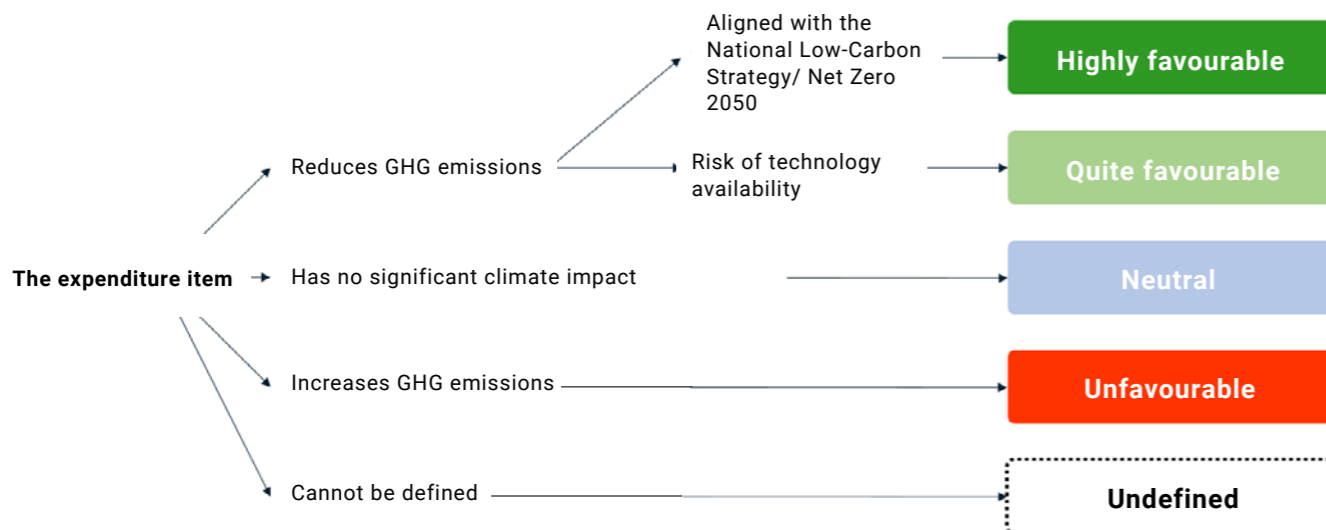 Aligned with the
National Low-Carbon
Strategy/ Net Zero
2050
Highly favourable
Reduces GHG emissions
Risk of technology
availability
Quite favourable
The expenditure item
Has no significant climate impact
Neutral
Increases GHG emissions
Unfavourable
Cannot be defined
Undefined